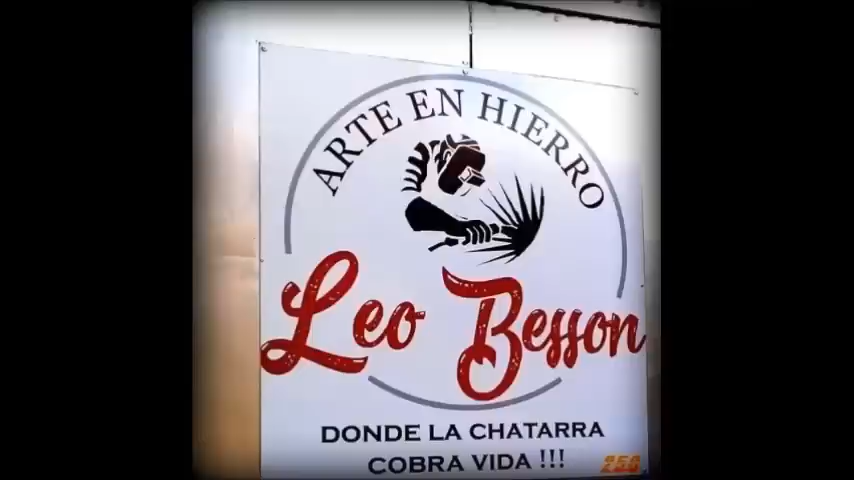 ARTE EN HIERRO
Leo Besson
DONDE LA CHATARRA
COBRA VIDA !!!